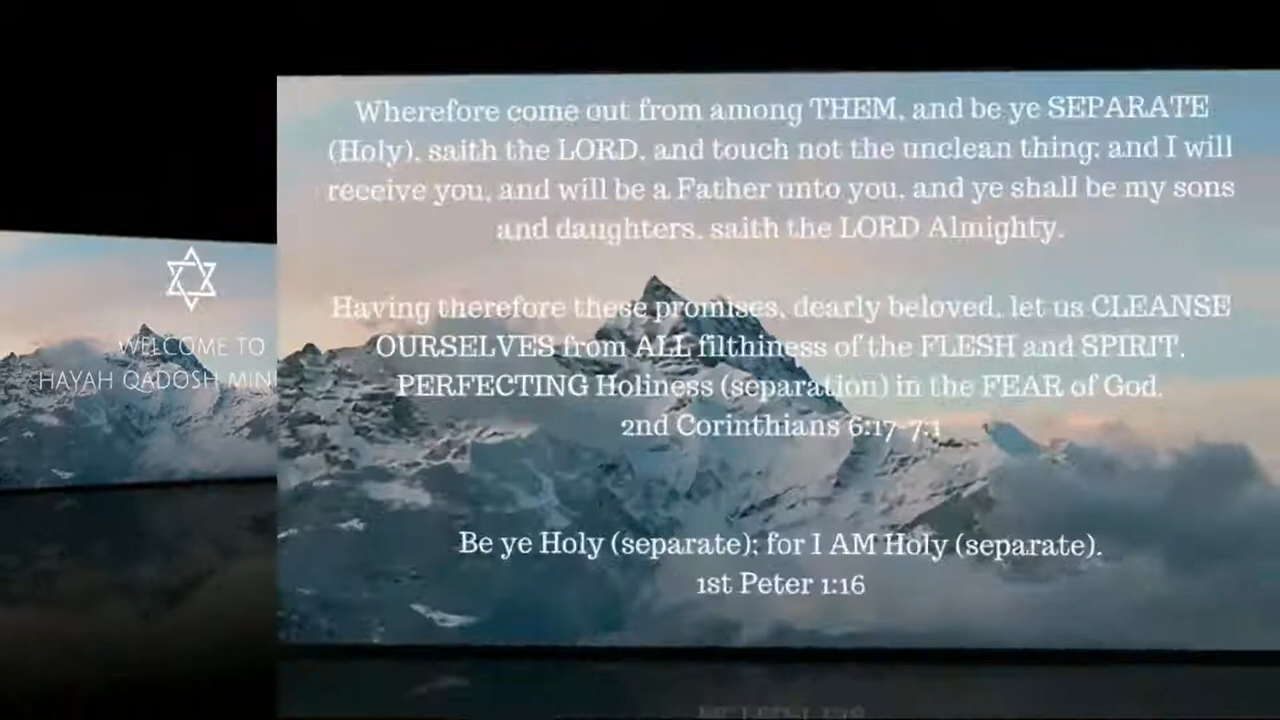 WELCOME TO
HAYAH QADOSH MIN
Wherefore come out from among THEM, and be ye SEPARATE
(Holy), saith the LORD, and touch not the unclean thing; and I will
receive you, and will be a Father unto you, and ye shall be my sons
and daughters, saith the LORD Almighty.
Having therefore these promises, dearly beloved, let us CLEANSE
OURSELVES from ALL filthiness of the FLESH and SPIRIT,
PERFECTING Holiness (separation) in the FEAR of God.
2nd Corinthians 6:17-7:1
Be ye Holy (separate); for I AM Holy (separate).
1st Peter 1:16